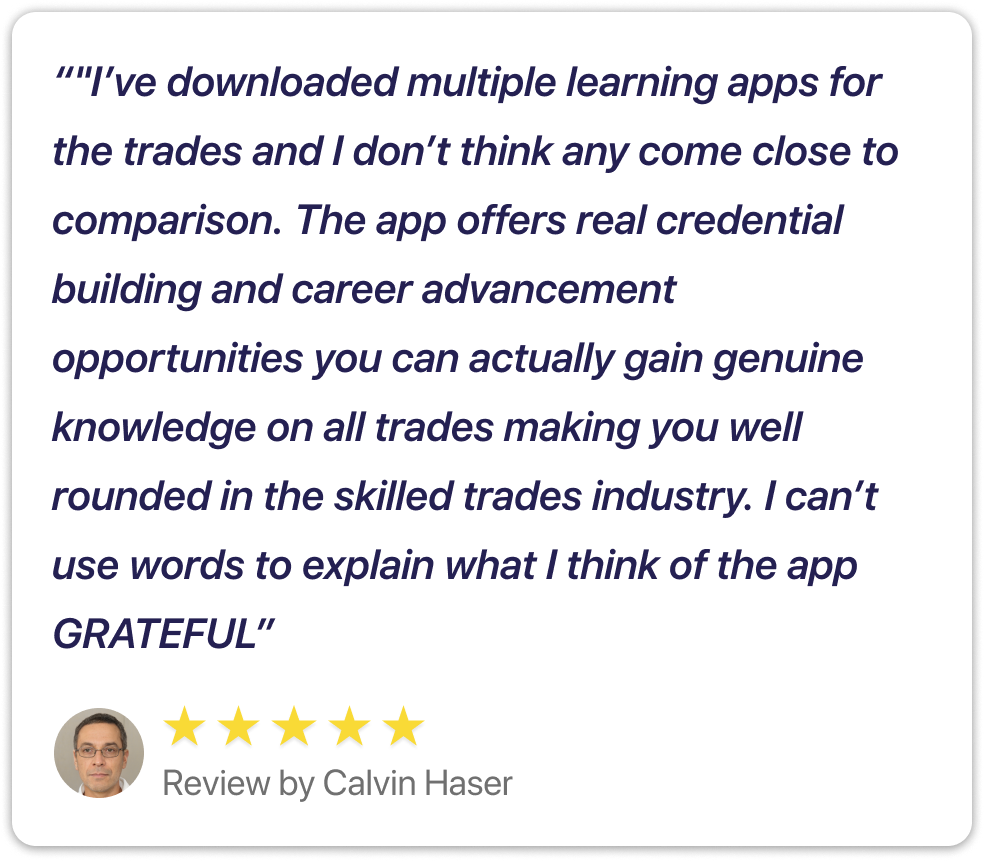 “"I’ve downloaded multiple learning apps for
the trades and I don’t think any come close to
comparison. The app offers real credential
building and career advancement
opportunities you can actually gain genuine
knowledge on all trades making you well
rounded in the skilled trades industry. I can’t
use words to explain what I think of the app
GRATEFUL”
Review by Calvin Haser